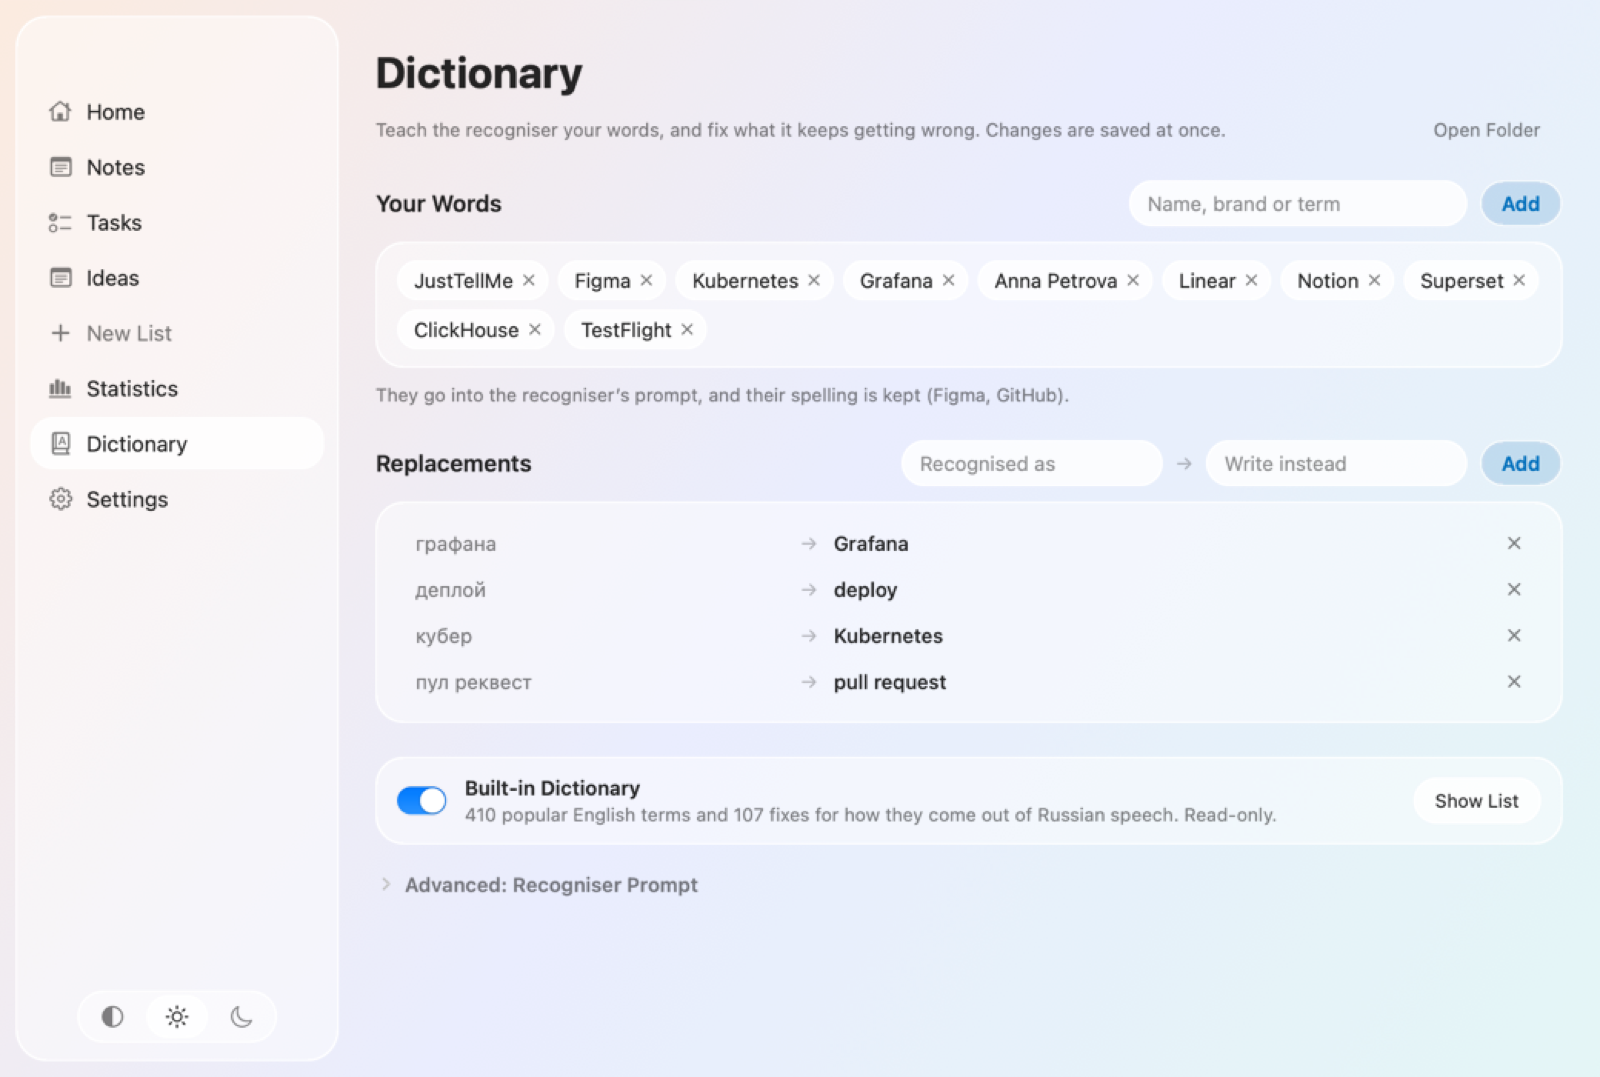 Home
Notes
Tasks
Ideas
New List
Statistics
Dictionary
Settings
Dictionary
Teach the recogniser your words, and fix what it keeps getting wrong. Changes are saved at once.
Open Folder
Your Words
Name, brand or term
Add
JustTellMe
Figma
Kubernetes
Grafana
Anna Petrova
Linear
Notion
Superset
ClickHouse
TestFlight
They go into the recogniser’s prompt, and their spelling is kept (Figma, GitHub).
Replacements
Recognised as
→
Write instead
Add
графана → Grafana
деплой → deploy
кубер → Kubernetes
пул реквест → pull request
Built-in Dictionary
410 popular English terms and 107 fixes for how they come out of Russian speech. Read-only.
Show List
Advanced: Recogniser Prompt